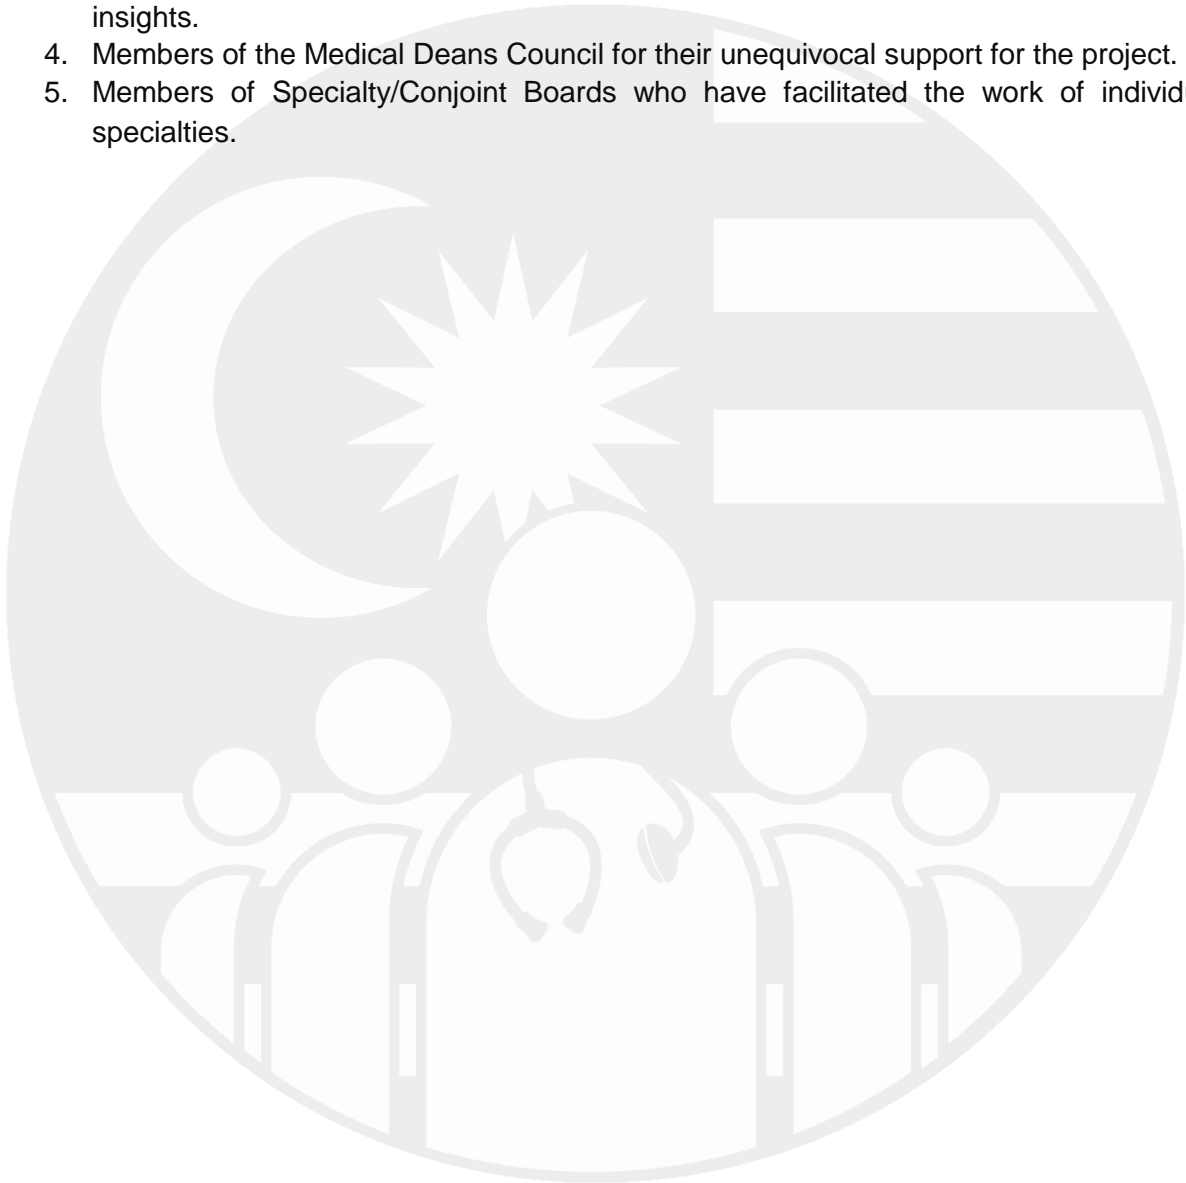 insights.
4. Members of the Medical Deans Council for their unequivocal support for the project.
5. Members of Specialty/Conjoint Boards who have facilitated the work of
specialties.